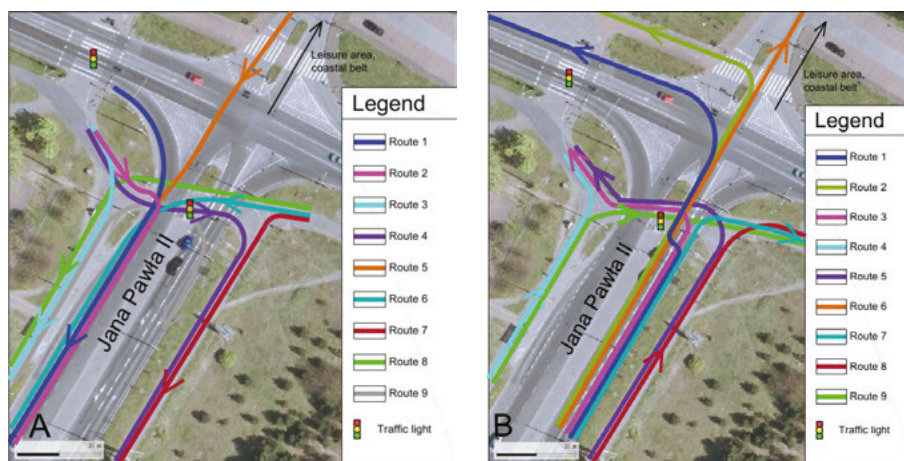 Leisure area,
coastal belt
Legend
Route 1
Route 2
Route 3
Route 4
Route 5
Route 6
Route 7
Route 8
Route 9
Traffic light
Jana Pawła II
A
Leisure area,
coastal belt
Legend
Route 1
Route 2
Route 3
Route 4
Route 5
Route 6
Route 7
Route 8
Route 9
Traffic light
Jana Pawła II
B